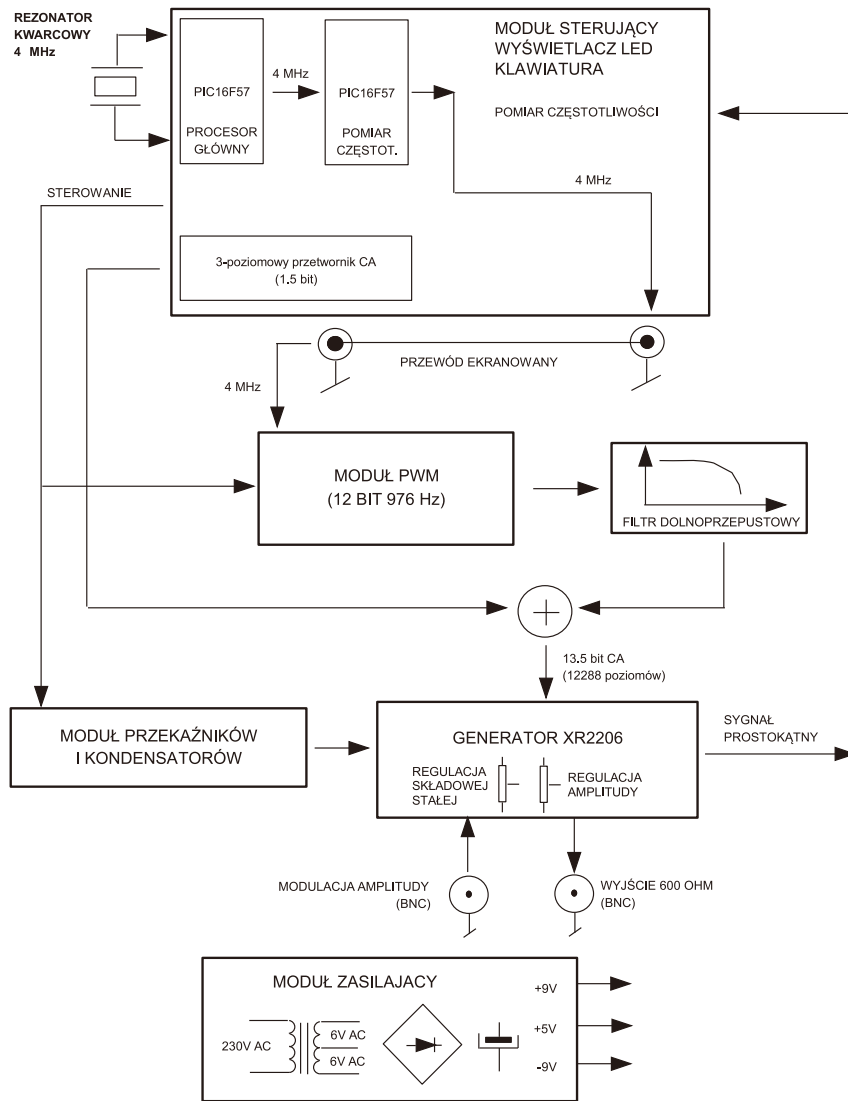 REZONATOR
KWARCOWY
4 MHz
MODUŁ STERUJĄCY
WYŚWIETLACZ LED
KLAWIATURA
PIC16F57
4 MHz
PIC16F57
POMIAR CZĘSTOTLIWOŚCI
PROCESOR
GŁÓWNY
POMIAR
CZĘSTOT.
4 MHz
STEROWANIE
3-poziomowy przetwornik CA
(1.5 bit)
PRZEWÓD EKRANOWANY
4 MHz
MODUŁ PWM
(12 BIT 976 Hz)
FILTR DOLNOPRZEPUSTOWY
13.5 bit CA
(12288 poziomów)
MODUŁ PRZEKAŹNIKÓW
I KONDENSATORÓW
GENERATOR XR2206
SYGNAŁ
PROSTOKĄTNY
REGULACJA
SKŁADOWEJ
STAŁEJ
REGULACJA
AMPLITUDY
MODULACJA AMPLITUDY
(BNC)
WYJŚCIE 600 OHM
(BNC)
MODUŁ ZASILAJACY
+9V
230V AC
6V AC
6V AC
+5V
-9V